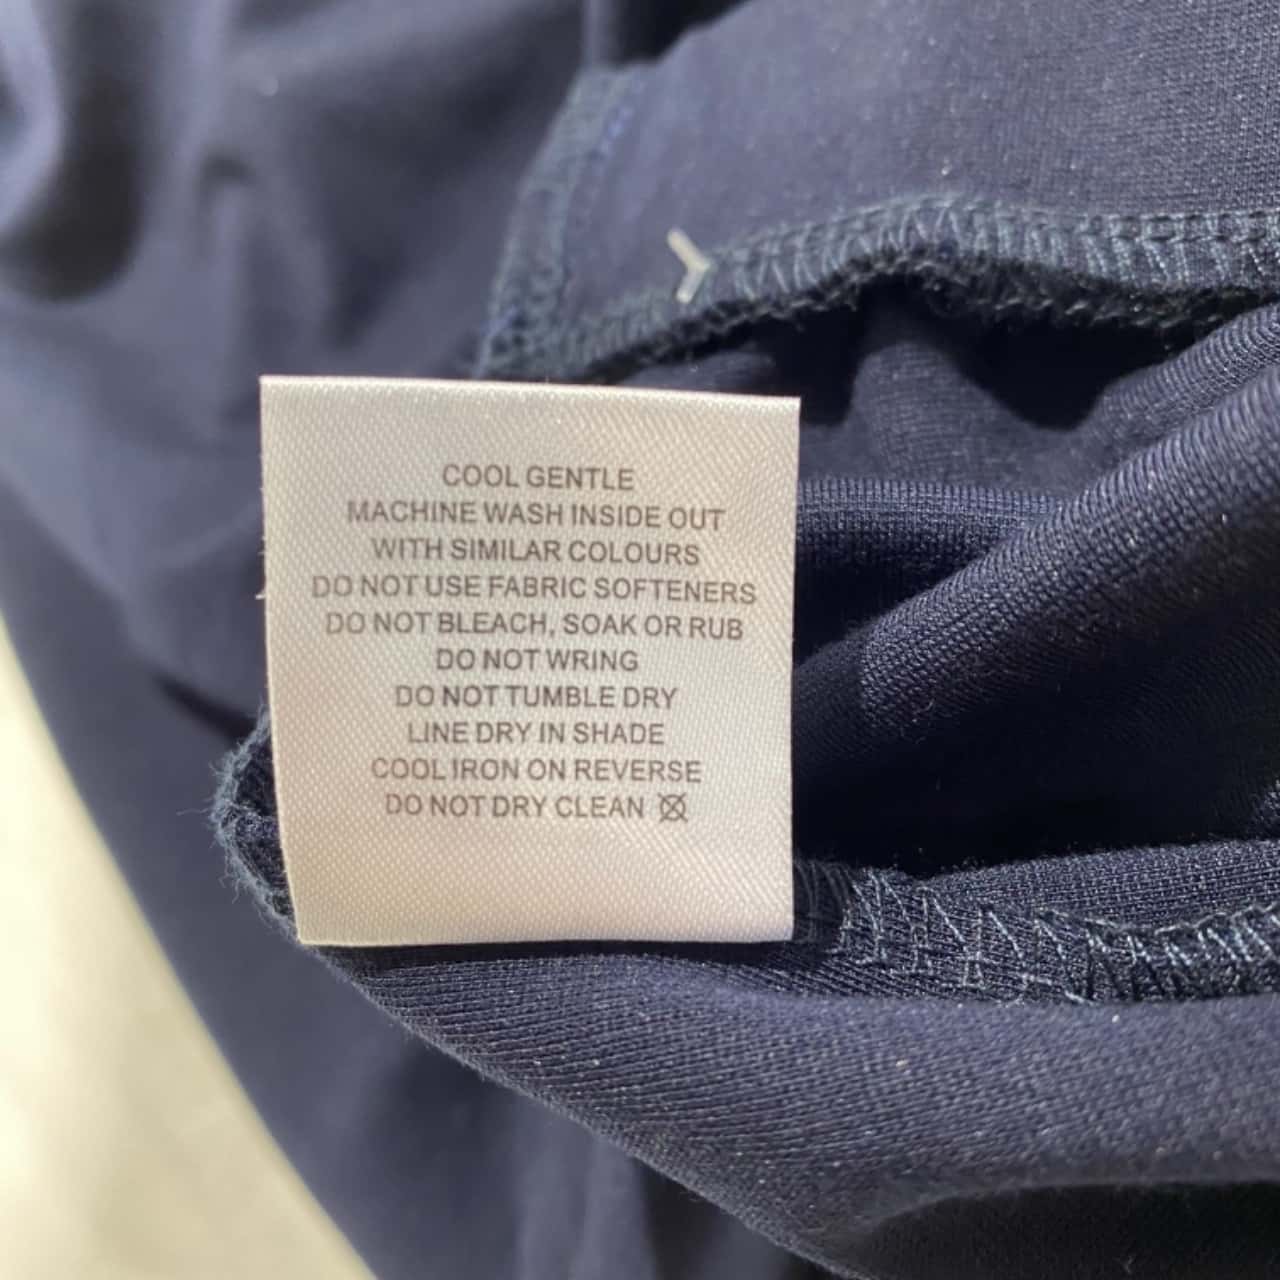 COOL GENTLE
MACHINE WASH INSIDE OUT
WITH SIMILAR COLOURS
DO NOT USE FABRIC SOFTENERS
DO NOT BLEACH, SOAK OR RUB
DO NOT WRING
DO NOT TUMBLE DRY
LINE DRY IN SHADE
COOL IRON ON REVERSE
DO NOT DRY CLEAN